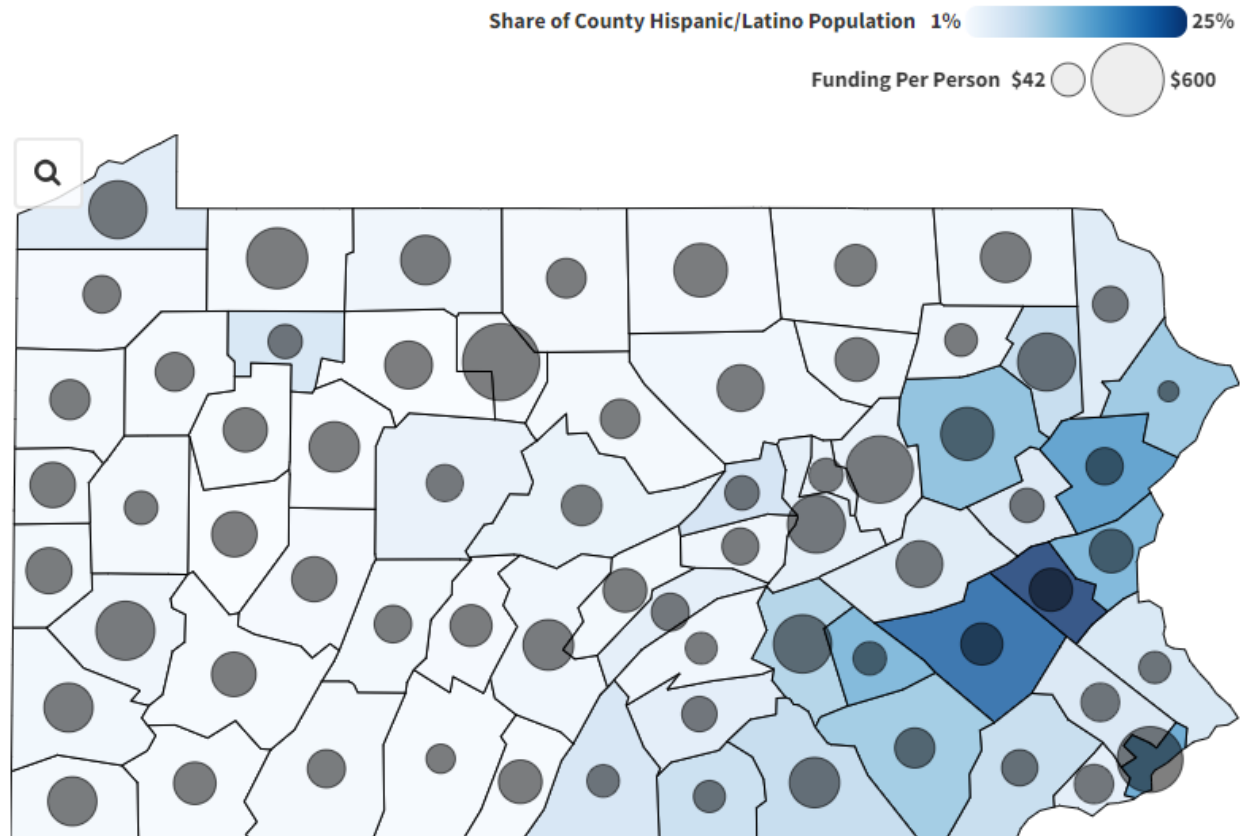 Share of County Hispanic/Latino Population 1% 25%
Funding Per Person $42 $600